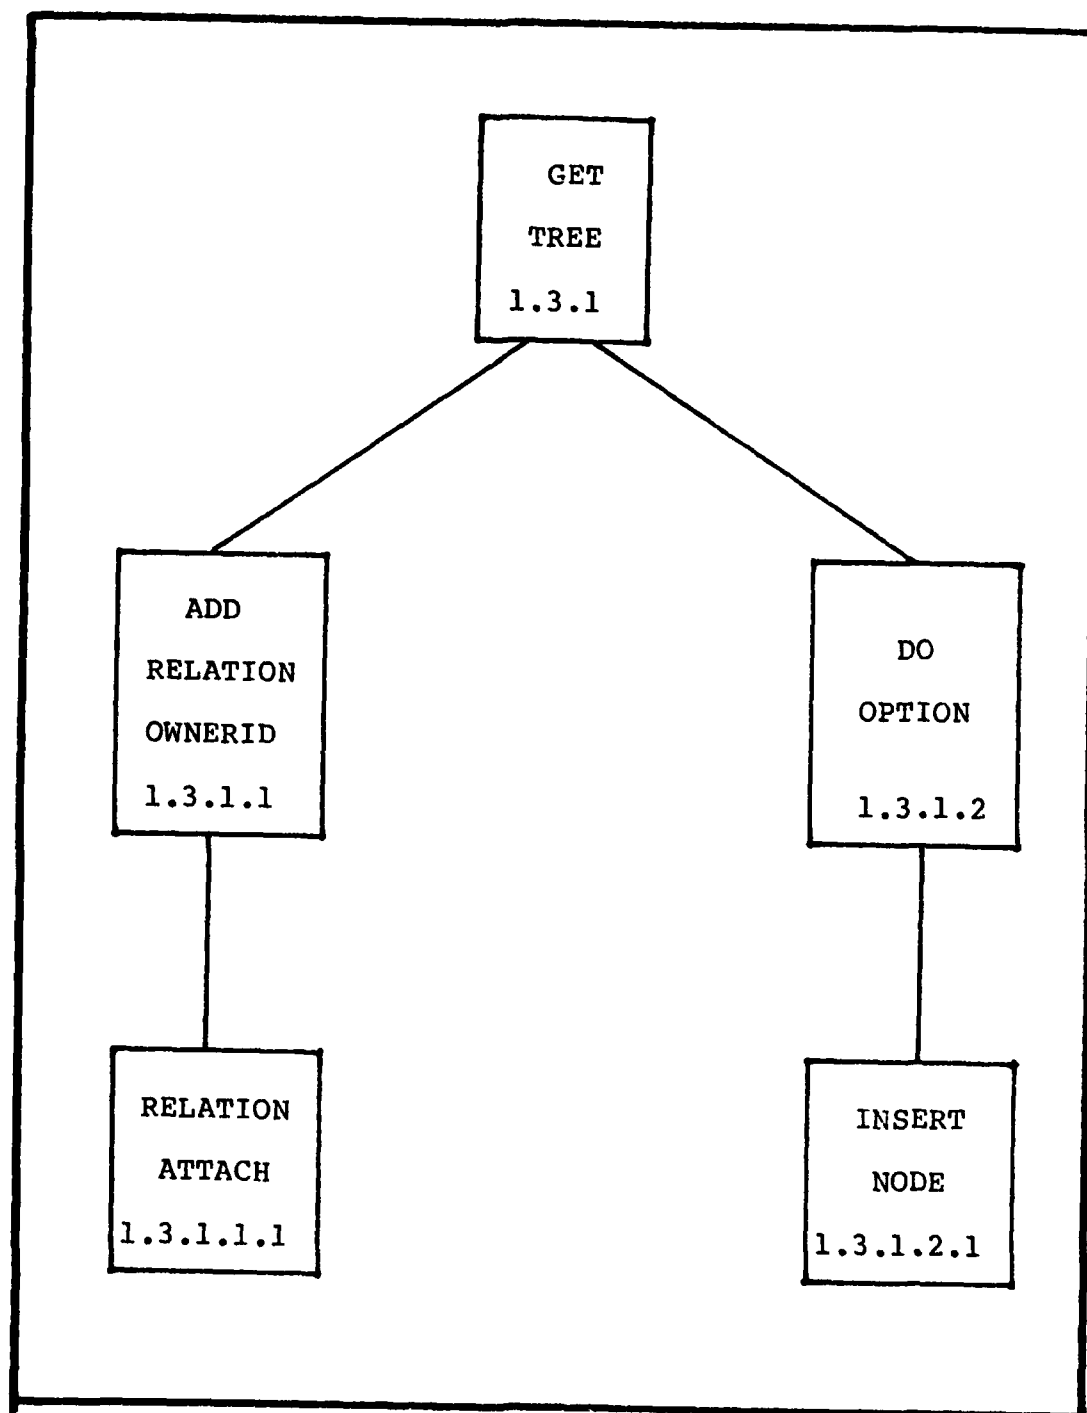 GET
TREE
1.3.1
ADD
RELATION
OWNERID
1.3.1.1
DO
OPTION
1.3.1.2
RELATION
ATTACH
1.3.1.1.1
INSERT
NODE
1.3.1.2.1